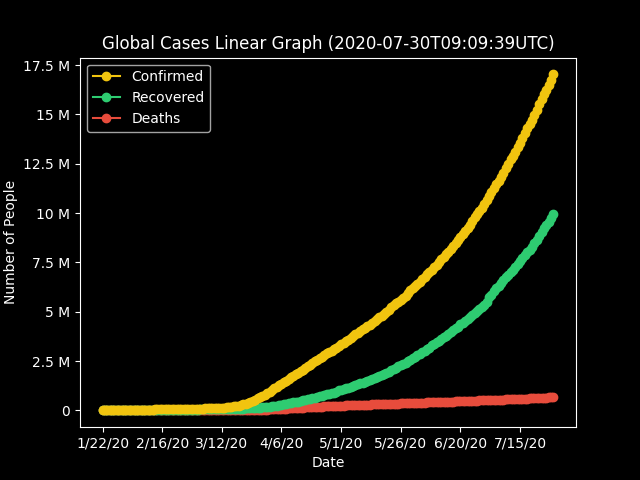 Global Cases Linear Graph (2020-07-30T09:09:39UTC)
Confirmed
Recovered
Deaths
17.5 M
15 M
12.5 M
10 M
7.5 M
5 M
2.5 M
0
Number of People
1/22/20 2/16/20 3/12/20 4/6/20 5/1/20 5/26/20 6/20/20 7/15/20
Date